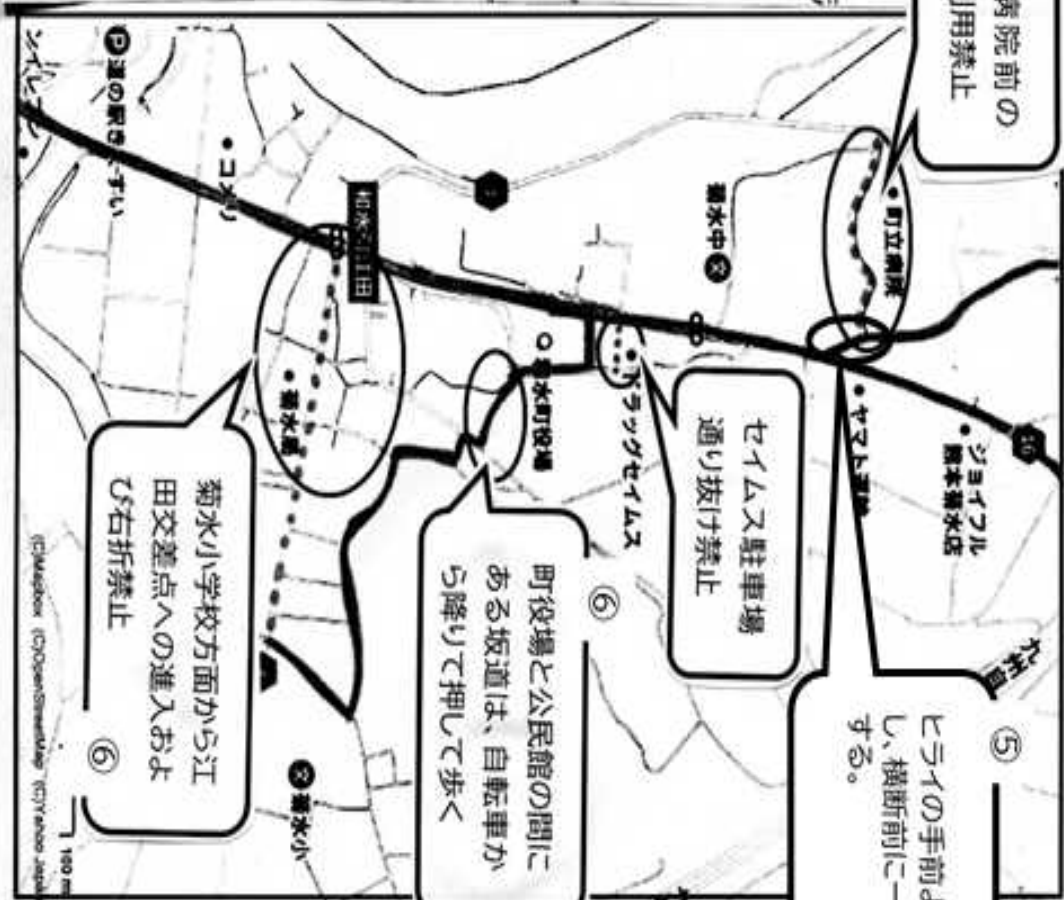 病院前の
利用禁止
町立病院
菊水中
ヤマト運輸
ジョイフル
熊本菊水店
ドラッグセイムス
セイムス駐車場
通り抜け禁止
九州自
⑤
ヒライの手前よ
し、横断前に一
する。
菊水町役場
⑥
町役場と公民館の間に
ある坂道は、自転車か
ら降りて押して歩く
コメリ
P 道の駅きくすい
菊水小学校方面から江
田交差点への進入およ
び右折禁止
⑥
菊水小
100 m
(C)Mapbox (C)OpenStreetMap (C)Yahoo Japa